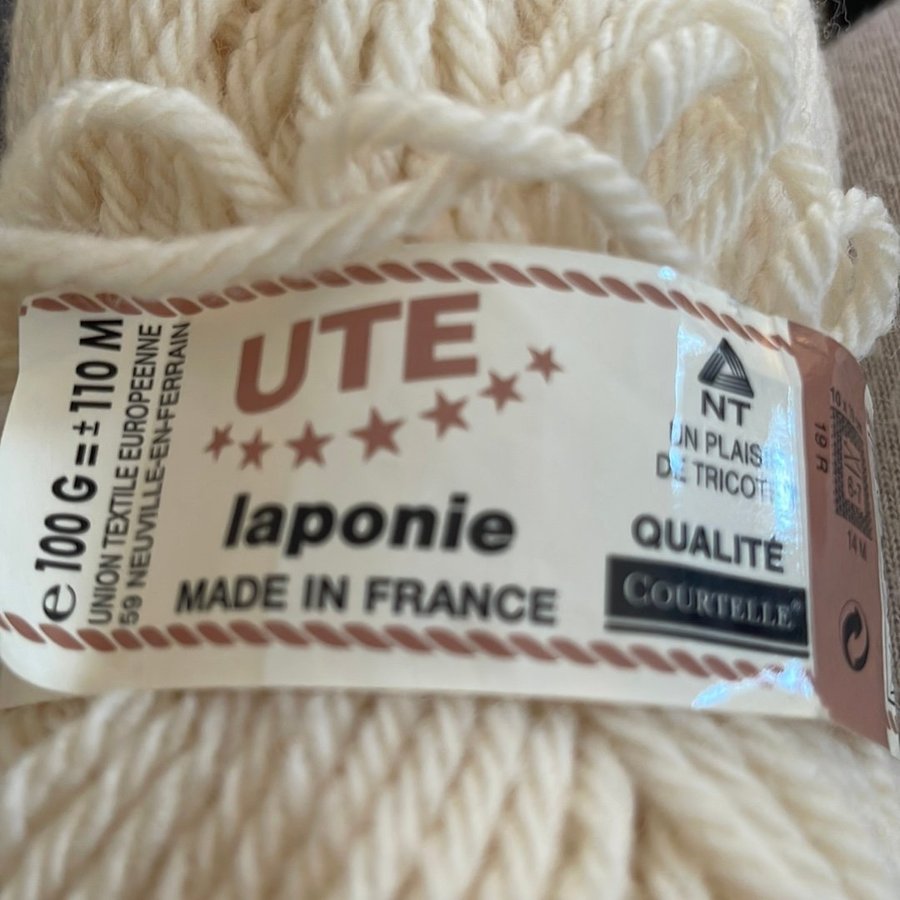 e 100 G = ± 110 M
UNION TEXTILE EUROPEENNE
59 NEUVILLE-EN-FERRAIN
UTE
laponie
MADE IN FRANCE
NT
UN PLAIS
DE TRICOT
QUALITÉ
COURTELLE®
19 R
14 M